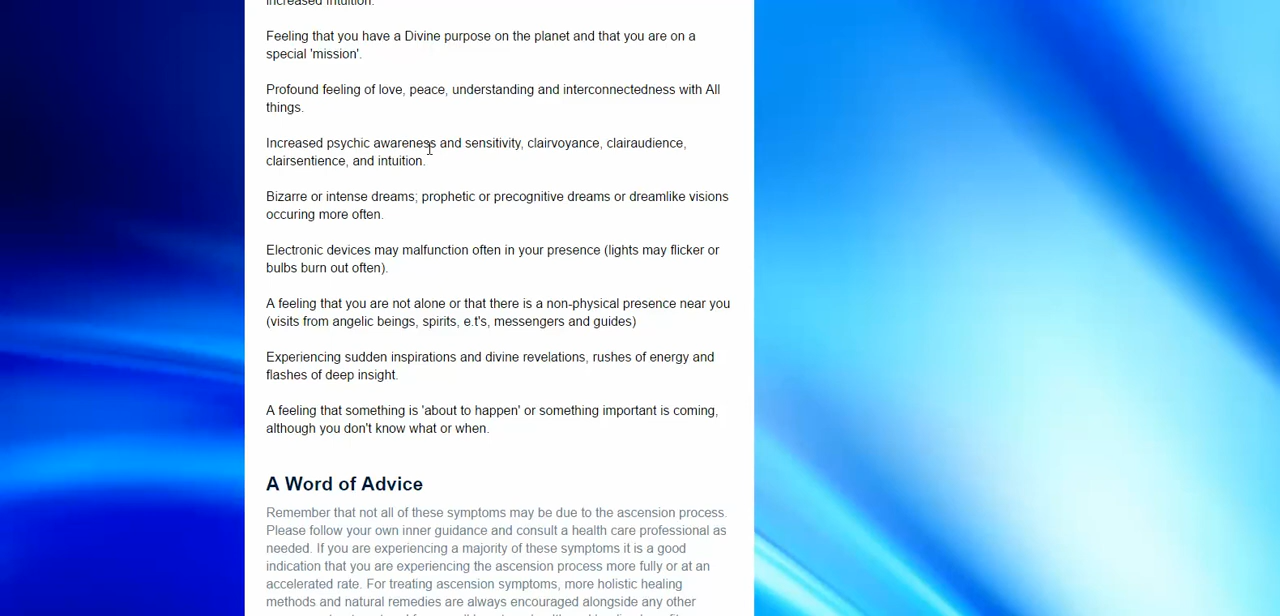 increased intuition.
Feeling that you have a Divine purpose on the planet and that you are on a
special 'mission'.
Profound feeling of love, peace, understanding and interconnectedness with All
things.
Increased psychic awareness and sensitivity, clairvoyance, clairaudience,
clairsentience, and intuition.
Bizarre or intense dreams; prophetic or precognitive dreams or dreamlike visions
occuring more often.
Electronic devices may malfunction often in your presence (lights may flicker or
bulbs burn out often).
A feeling that you are not alone or that there is a non-physical presence near you
(visits from angelic beings, spirits, e.t's, messengers and guides)
Experiencing sudden inspirations and divine revelations, rushes of energy and
flashes of deep insight.
A feeling that something is 'about to happen' or something important is coming,
although you don't know what or when.
A Word of Advice
Remember that not all of these symptoms may be due to the ascension process.
Please follow your own inner guidance and consult a health care professional as
needed. If you are experiencing a majority of these symptoms it is a good
indication that you are experiencing the ascension process more fully or at an
accelerated rate. For treating ascension symptoms, more holistic healing
methods and natural remedies are always encouraged alongside any other